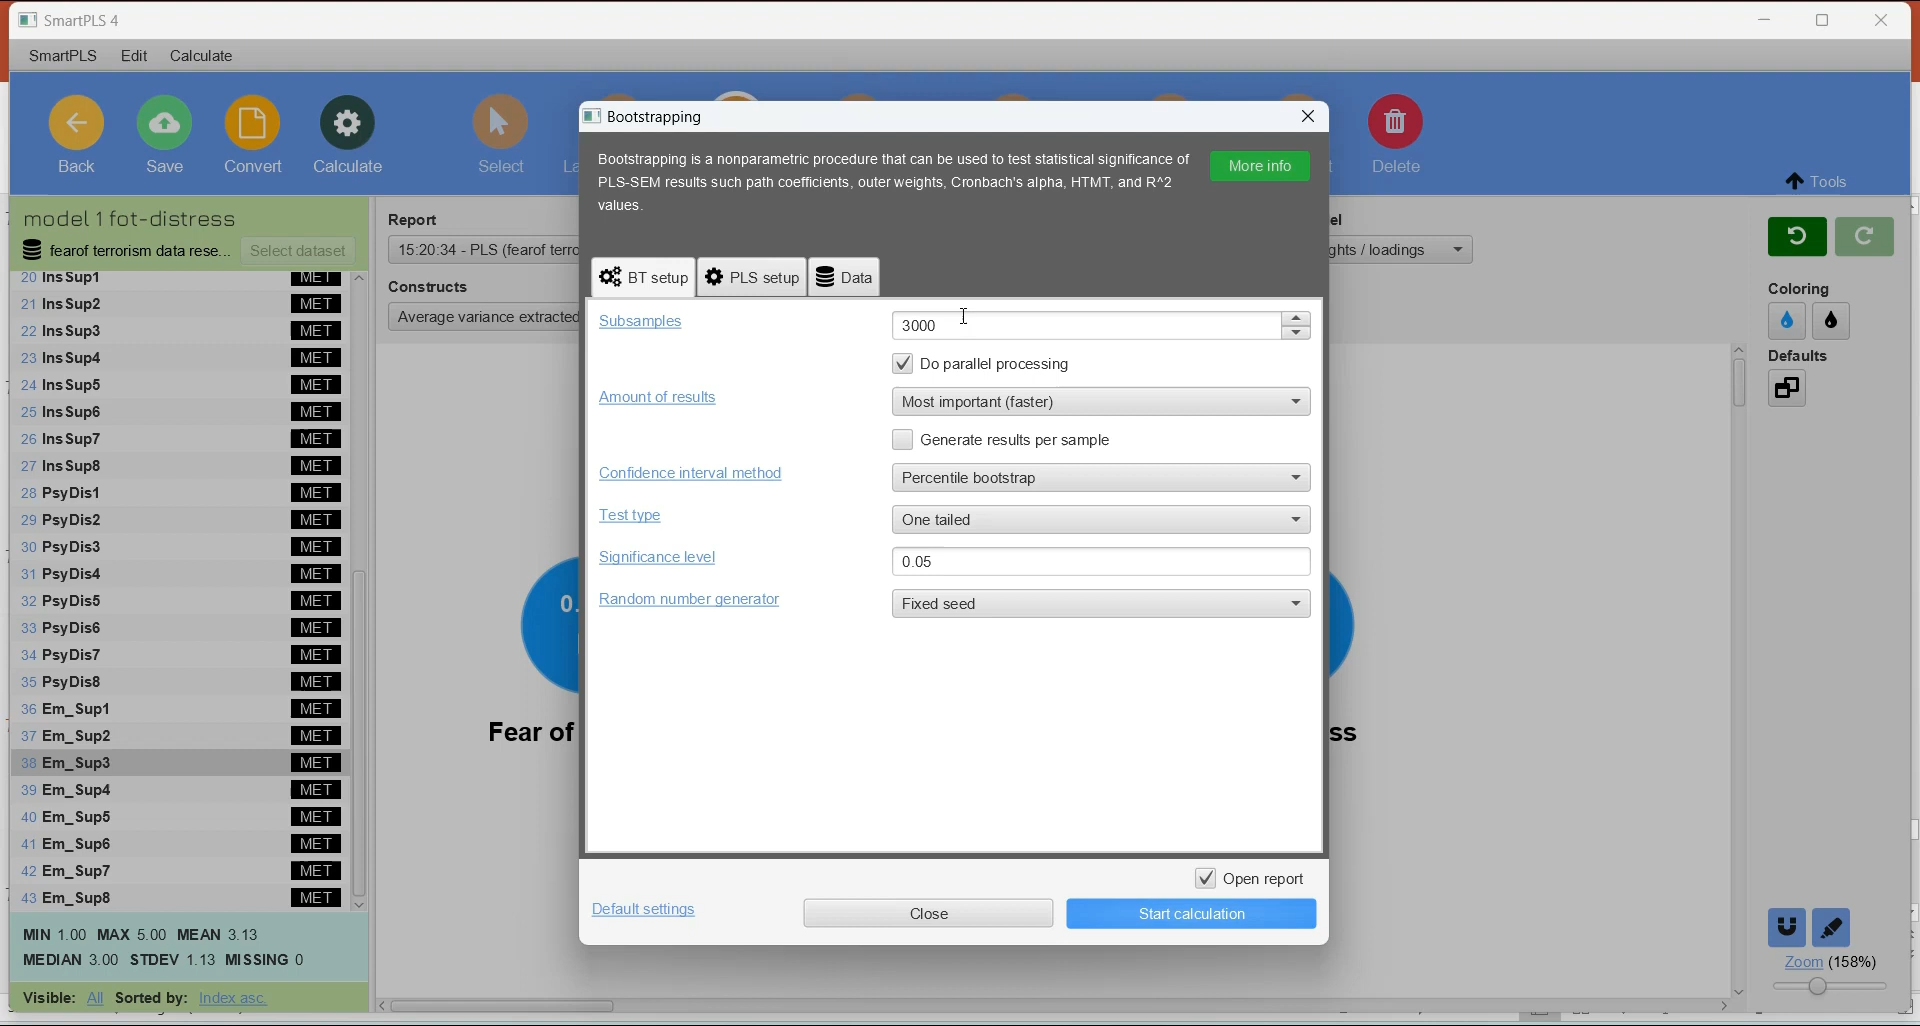 SmartPLS 4
SmartPLS Edit Calculate
Back Save Convert Calculate Select Delete
Tools
Bootstrapping
Bootstrapping is a nonparametric procedure that can be used to test statistical significance of
PLS-SEM results such path coefficients, outer weights, Cronbach's alpha, HTMT, and R^2
values.
More info
BT setup PLS setup Data
Subsamples 3000
Do parallel processing
Amount of results Most important (faster)
Generate results per sample
Confidence interval method Percentile bootstrap
Test type One tailed
Significance level 0.05
Random number generator Fixed seed
Open report
Default settings Close Start calculation
model 1 fot-distress
fearof terrorism data rese... Select dataset
20 Ins Sup1 MET
21 Ins Sup2 MET
22 Ins Sup3 MET
23 Ins Sup4 MET
24 Ins Sup5 MET
25 Ins Sup6 MET
26 Ins Sup7 MET
27 Ins Sup8 MET
28 PsyDis1 MET
29 PsyDis2 MET
30 PsyDis3 MET
31 PsyDis4 MET
32 PsyDis5 MET
33 PsyDis6 MET
34 PsyDis7 MET
35 PsyDis8 MET
36 Em_Sup1 MET
37 Em_Sup2 MET
38 Em_Sup3 MET
39 Em_Sup4 MET
40 Em_Sup5 MET
41 Em_Sup6 MET
42 Em_Sup7 MET
43 Em_Sup8 MET
MIN 1.00 MAX 5.00 MEAN 3.13
MEDIAN 3.00 STDEV 1.13 MISSING 0
Visible: All Sorted by: Index asc.
Report
15:20:34 - PLS (fearof terro
Constructs
Average variance extracted
el
ghts / loadings
0.
Fear of
ss
Coloring
Defaults
Zoom (158%)